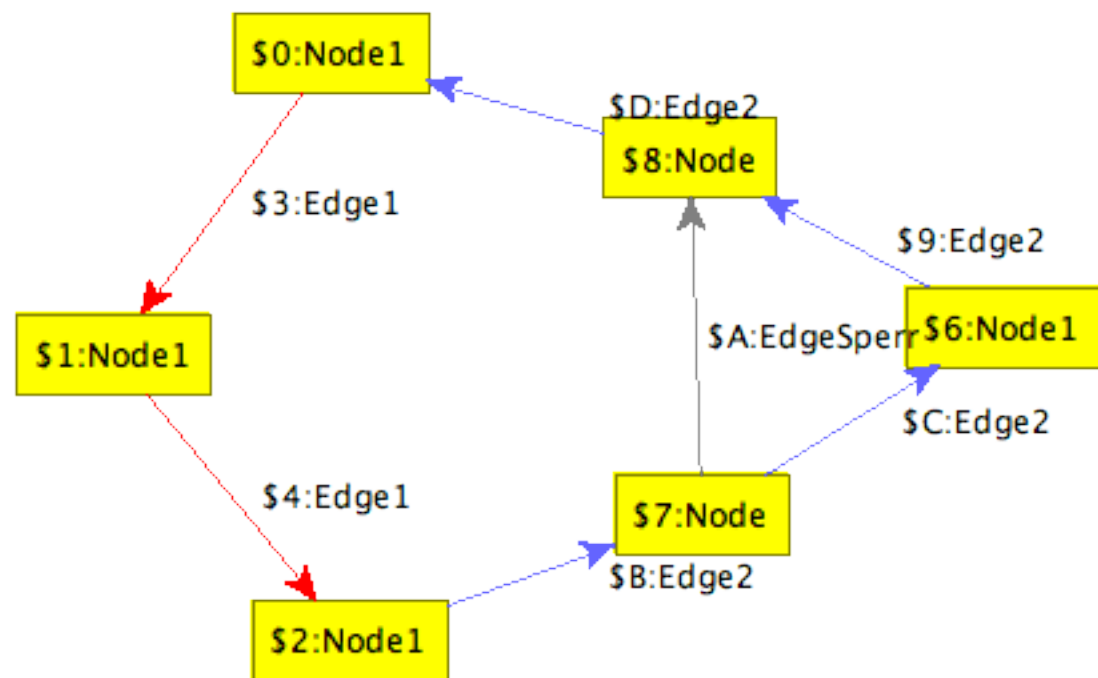 $0:Node1
$D:Edge2
$8:Node
$3:Edge1
$9:Edge2
$1:Node1
$A:EdgeSperr
$6:Node1
$C:Edge2
$4:Edge1
$7:Node
$B:Edge2
$2:Node1